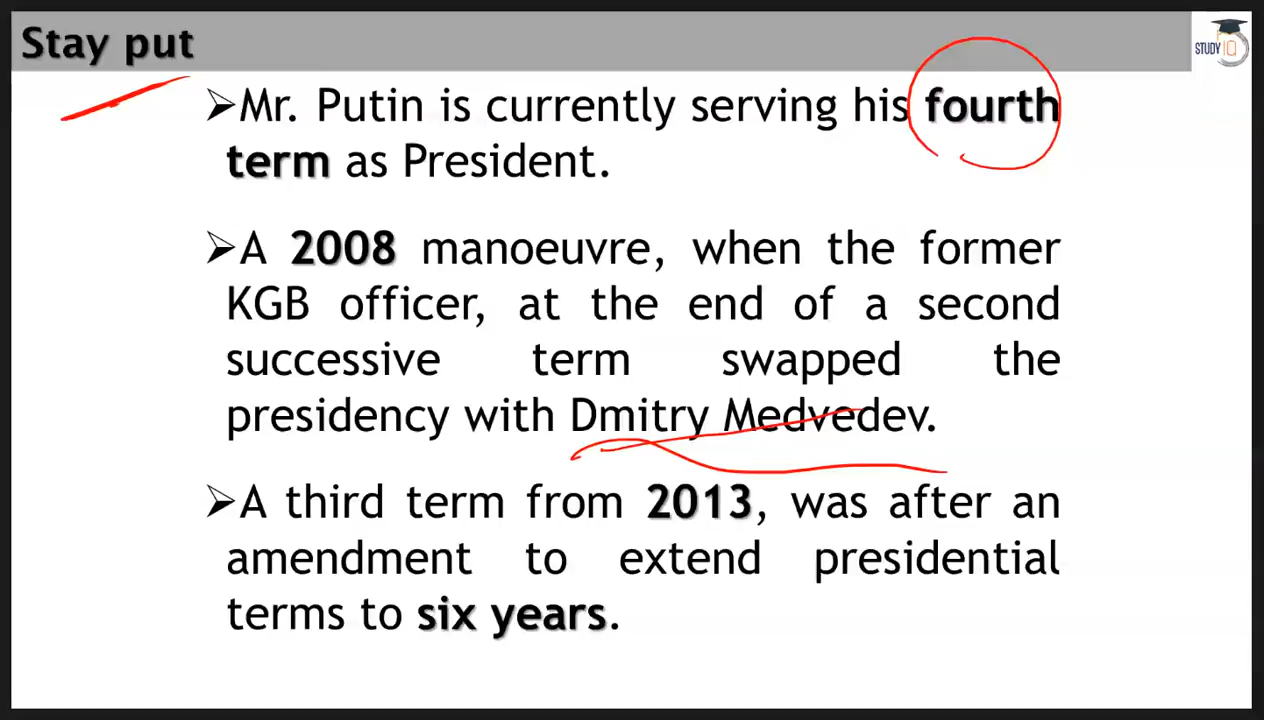 Stay put
STUDY IQ
➢Mr. Putin is currently serving his fourth
term as President.
➢A 2008 manoeuvre, when the former
KGB officer, at the end of a second
successive term swapped the
presidency with Dmitry Medvedev.
➢A third term from 2013, was after an
amendment to extend presidential
terms to six years.